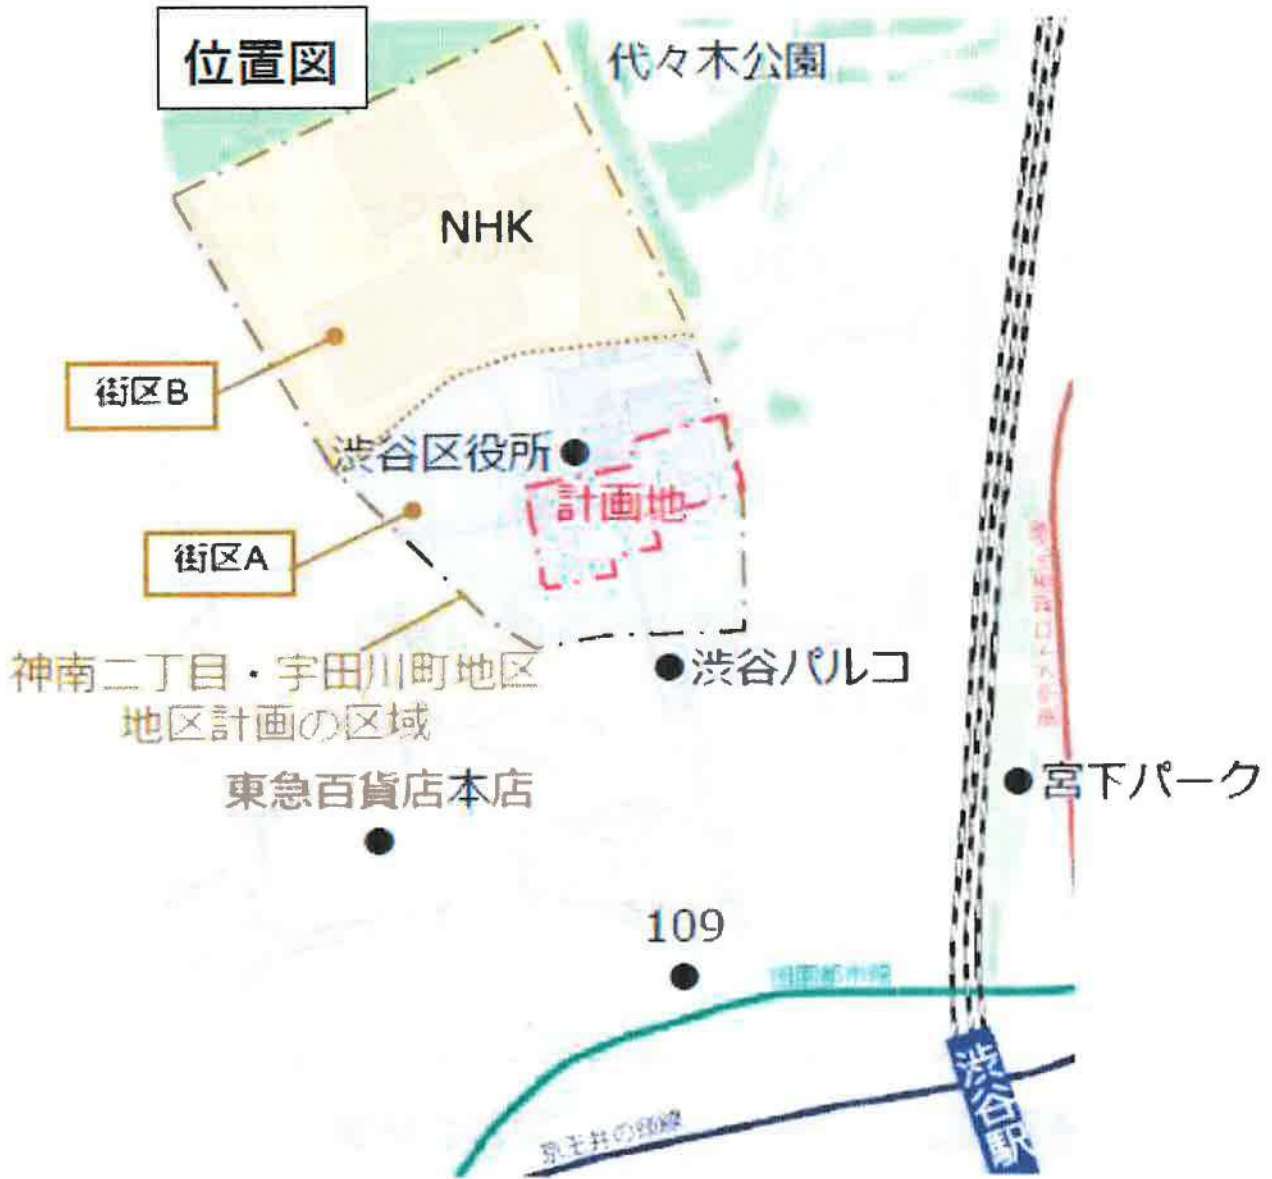 位置図
代々木公園
NHK
街区B
渋谷区役所
計画地
街区A
神南二丁目・宇田川町地区
地区計画の区域
渋谷パルコ
東急百貨店本店
宮下パーク
109
田園都市線
渋谷駅
京王井の頭線